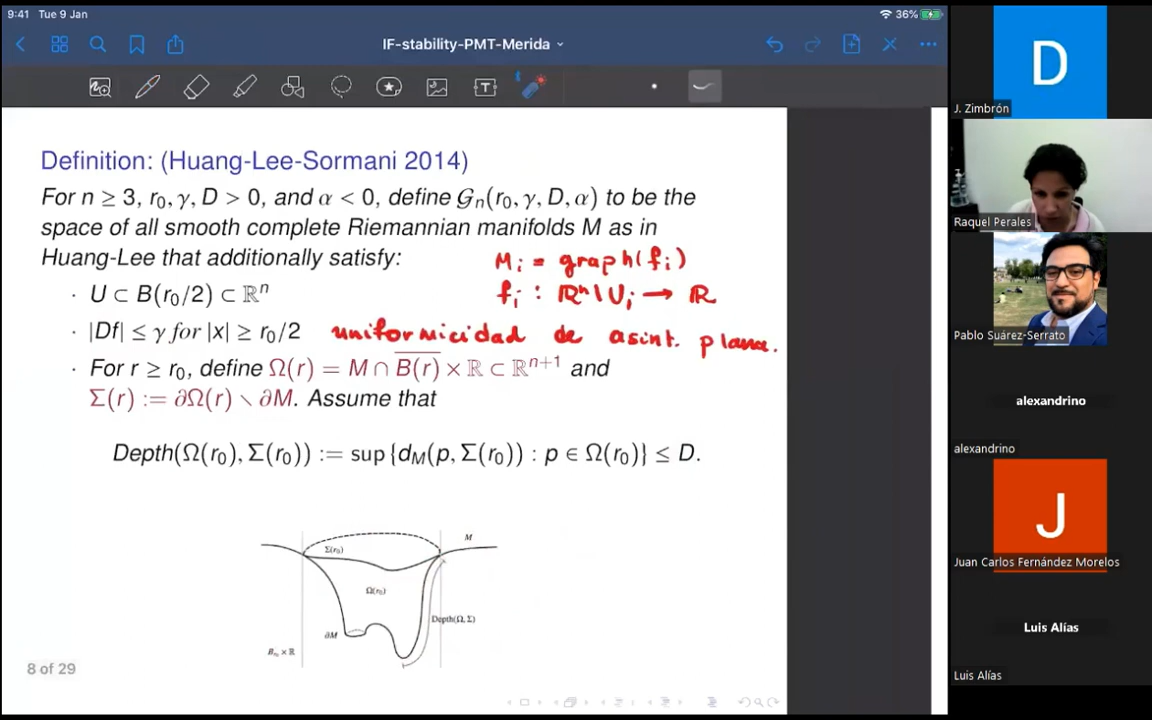 9:41 Tue 9 Jan
36%
IF-stability-PMT-Merida
T
Definition: (Huang-Lee-Sormani 2014)
For n ≥ 3, r₀, γ, D > 0, and α < 0, define 𝒢ₙ(r₀, γ, D, α) to be the
space of all smooth complete Riemannian manifolds M as in
Huang-Lee that additionally satisfy:
Mᵢ = graph(fᵢ)
· U ⊂ B(r₀/2) ⊂ ℝⁿ
fᵢ : ℝⁿ\Uᵢ → ℝ
· |Df| ≤ γ for |x| ≥ r₀/2
uniformicidad de asint. plana.
· For r ≥ r₀, define Ω(r) = M ∩ B̅(̅r̅)̅ × ℝ ⊂ ℝⁿ⁺¹ and
Σ(r) := ∂Ω(r) ∖ ∂M. Assume that
Depth(Ω(r₀), Σ(r₀)) := sup {d_M(p, Σ(r₀)) : p ∈ Ω(r₀)} ≤ D.
M
Σ(r₀)
Ω(r₀)
Depth(Ω, Σ)
∂M
B_{r₀} × ℝ
8 of 29
D
J. Zimbrón
Raquel Perales
Pablo Suárez-Serrato
alexandrino
alexandrino
J
Juan Carlos Fernández Morelos
Luis Alías
Luis Alías